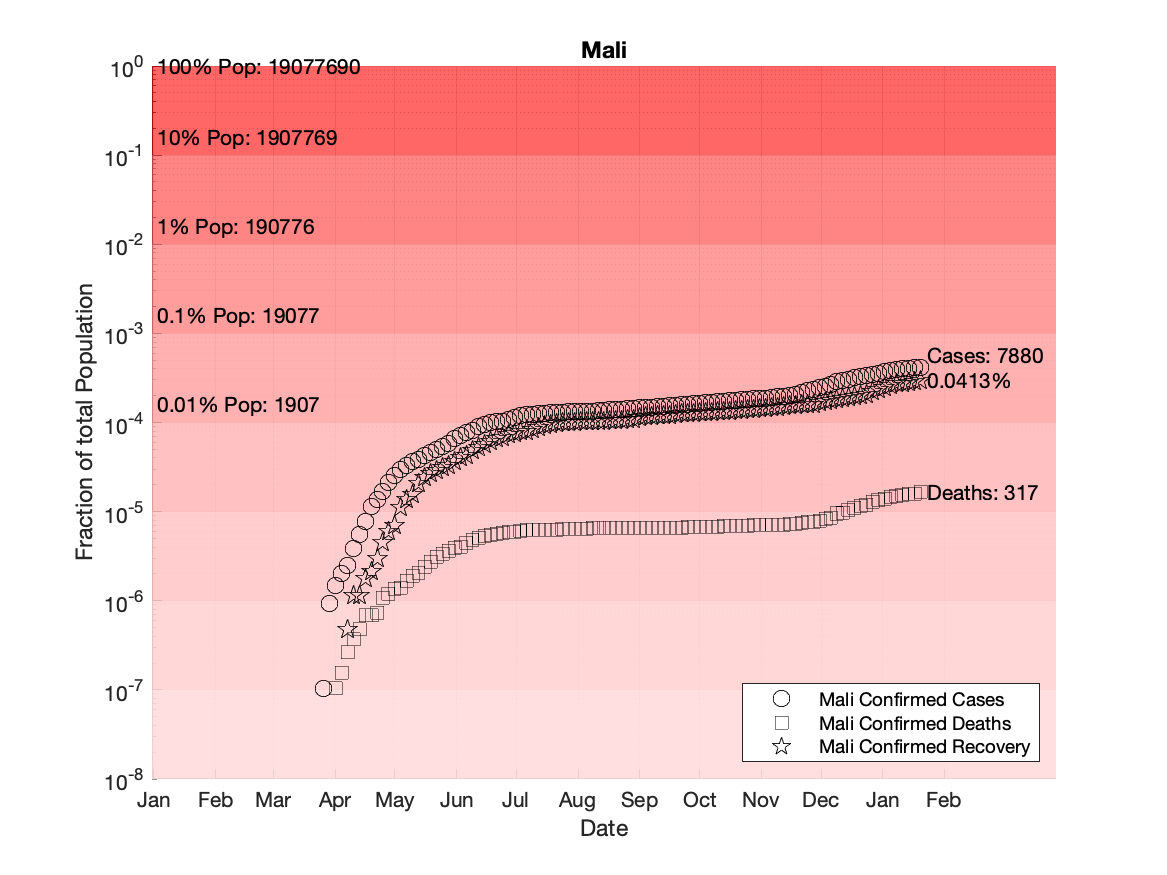 Mali
10^0
100% Pop: 19077690
10% Pop: 1907769
10^-1
1% Pop: 190776
10^-2
0.1% Pop: 19077
10^-3
Cases: 7880
0.0413%
0.01% Pop: 1907
10^-4
Deaths: 317
10^-5
10^-6
10^-7
10^-8
Fraction of total Population
Mali Confirmed Cases
Mali Confirmed Deaths
Mali Confirmed Recovery
Jan Feb Mar Apr May Jun Jul Aug Sep Oct Nov Dec Jan Feb
Date